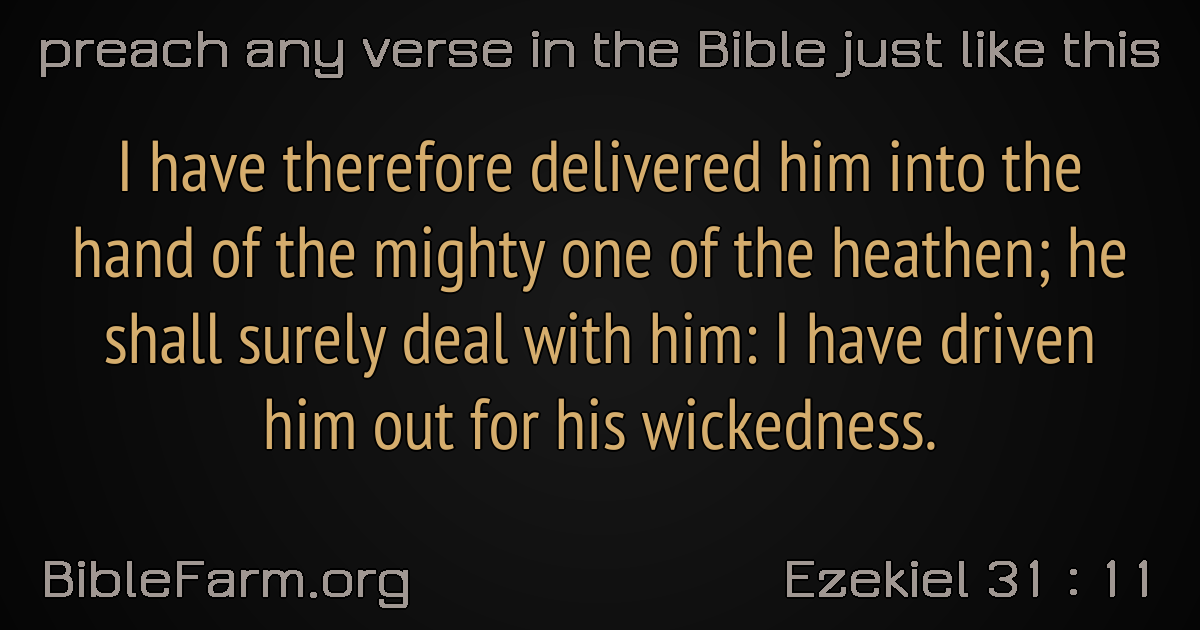 preach any verse in the Bible just like this
I have therefore delivered him into the
hand of the mighty one of the heathen; he
shall surely deal with him: I have driven
him out for his wickedness.
BibleFarm.org
Ezekiel 31 : 11